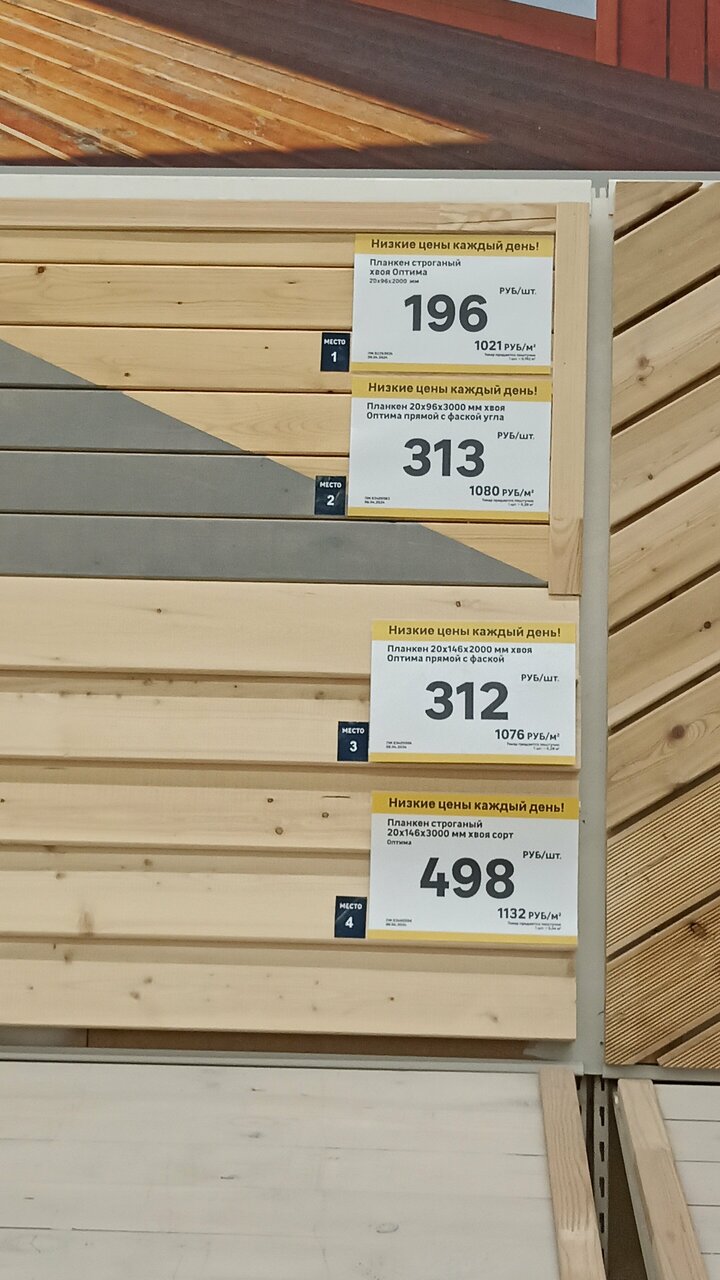 Низкие цены каждый день!
Планкен строганый
хвоя Оптима
20х96х2000 мм
РУБ/шт.
196
1021 РУБ/м²
МЕСТО
1
Низкие цены каждый день!
Планкен 20х96х3000 мм хвоя
Оптима прямой с фаской угла
РУБ/шт.
313
1080 РУБ/м²
МЕСТО
2
Низкие цены каждый день!
Планкен 20х146х2000 мм хвоя
Оптима прямой с фаской
РУБ/шт.
312
1076 РУБ/м²
МЕСТО
3
Низкие цены каждый день!
Планкен строганый
20х146х3000 мм хвоя сорт
Оптима
РУБ/шт.
498
1132 РУБ/м²
МЕСТО
4